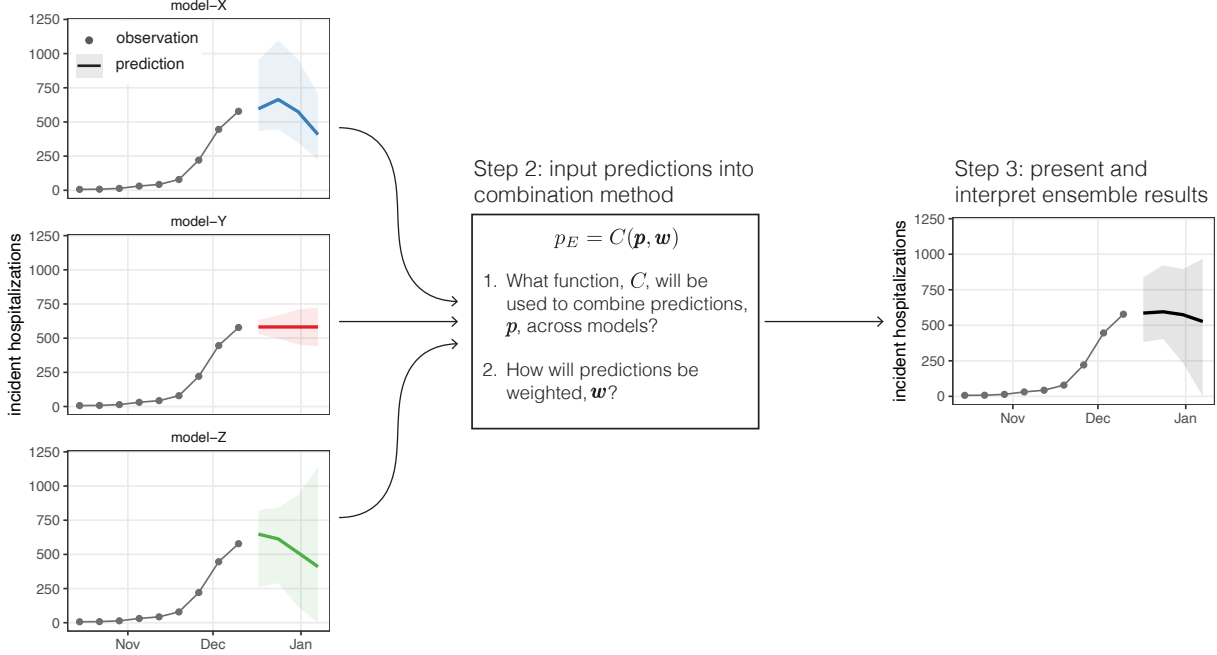 model-X
1250
1000
750
500
250
0
observation
prediction
model-Y
1250
1000
750
500
250
0
incident hospitalizations
model-Z
1250
1000
750
500
250
0
Nov
Dec
Jan
Step 2: input predictions into
combination method
p_E = C(p, w)
1. What function, C, will be
used to combine predictions,
p, across models?
2. How will predictions be
weighted, w?
Step 3: present and
interpret ensemble results
1250
1000
750
500
250
0
incident hospitalizations
Nov
Dec
Jan